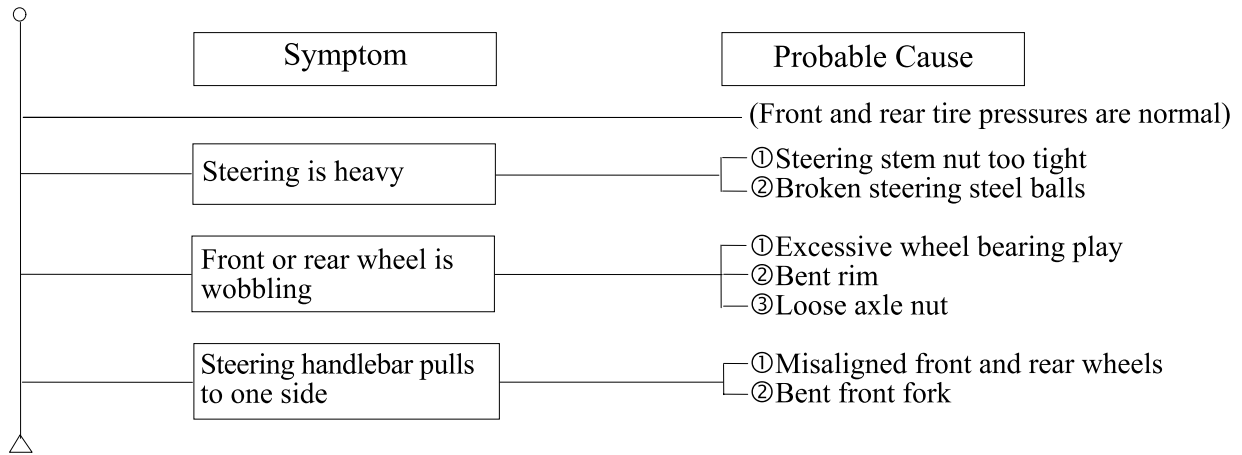 Symptom
Probable Cause
(Front and rear tire pressures are normal)
Steering is heavy
①Steering stem nut too tight
②Broken steering steel balls
Front or rear wheel is
wobbling
①Excessive wheel bearing play
②Bent rim
③Loose axle nut
Steering handlebar pulls
to one side
①Misaligned front and rear wheels
②Bent front fork